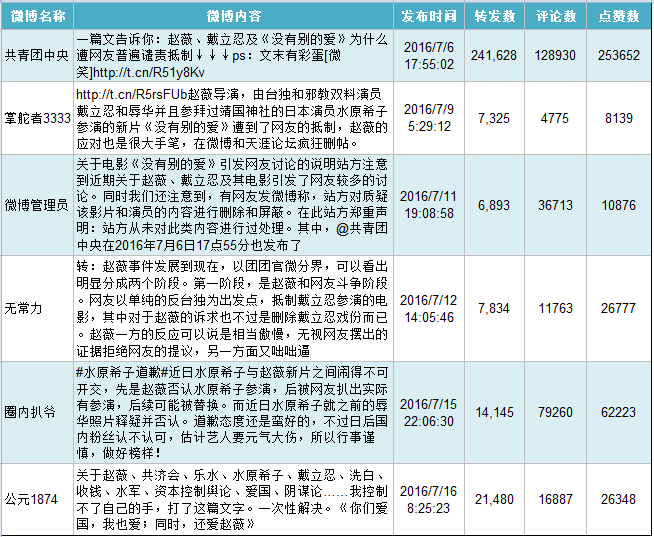 微博名称 微博内容 发布时间 转发数 评论数 点赞数
一篇文告诉你：赵薇、戴立忍及《没有别的爱》为什么
共青团中央 遭网友普遍谴责抵制↓↓↓ps：文末有彩蛋[微 2016/7/6 17:55:02 241,628 128930 253652
笑]http://t.cn/R51y8Kv
http://t.cn/R5rsFUb赵薇导演，由台独和邪教双料演员
戴立忍和辱华并且参拜过靖国神社的日本演员水原希子
掌舵者3333 参演的新片《没有别的爱》遭到了网友的抵制，赵薇的 2016/7/9 5:29:12 7,325 4775 8139
应对也是很大手笔，在微博和天涯论坛疯狂删帖。
关于电影《没有别的爱》引发网友讨论的说明站方注意
到近期关于赵薇、戴立忍及其电影引发了网友较多的讨
论。同时我们还注意到，有网友发微博称，站方对质疑
微博管理员 该影片和演员的内容进行删除和屏蔽。在此站方郑重声 2016/7/11 19:08:58 6,893 36713 10876
明：站方从未对此类内容进行过处理。其中，@共青团
中央在2016年7月6日17点55分也发布了
转：赵薇事件发展到现在，以团团官微分界，可以看出
明显分成两个阶段。第一阶段，是赵薇和网友斗争阶段
。网友以单纯的反台独为出发点，抵制戴立忍参演的电
无常力 影，其中对于赵薇的诉求也不过是删除戴立忍戏份而已 2016/7/12 14:05:46 7,834 11763 26777
。赵薇一方的反应可以说是相当傲慢，无视网友摆出的
证据拒绝网友的提议，另一方面又咄咄逼
#水原希子道歉#近日水原希子与赵薇新片之间闹得不可
开交，先是赵薇否认水原希子参演，后被网友扒出实际
有参演，后续可能被替换。而近日水原希子就之前的辱
圈内扒爷 华照片释疑并否认。道歉态度还是蛮好的，不过日后国 2016/7/15 22:06:30 14,145 79260 62223
内粉丝认不认可，估计艺人要元气大伤，所以行事谨
慎，做好榜样！
关于赵薇、共济会、乐水、水原希子、戴立忍、洗白、
收钱、水军、资本控制舆论、爱国、阴谋论……我控制
公元1874 不了自己的手，打了这篇文字。一次性解决。《你们爱 2016/7/16 8:25:23 21,480 16887 26348
国，我也爱；同时，还爱赵薇》